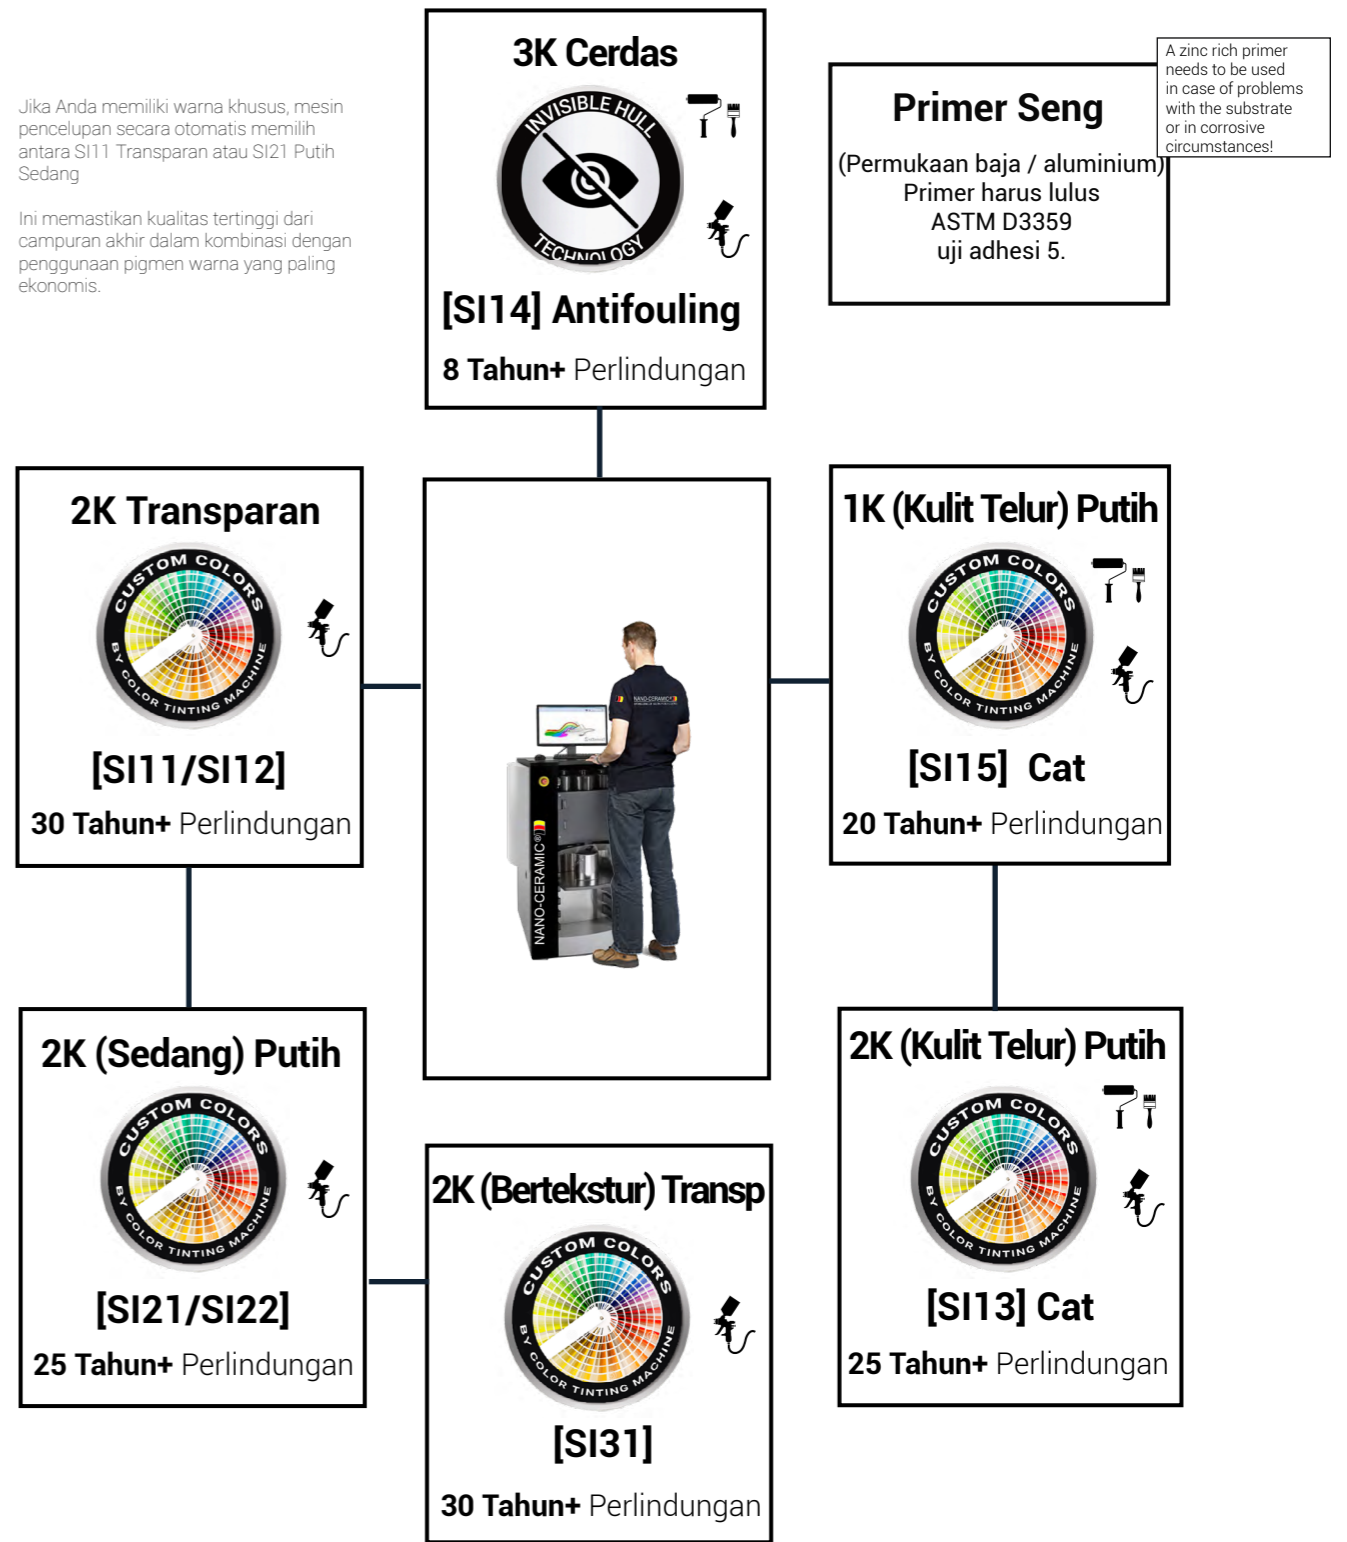 Jika Anda memiliki warna khusus, mesin
pencelupan secara otomatis memilih
antara SI11 Transparan atau SI21 Putih
Sedang
Ini memastikan kualitas tertinggi dari
campuran akhir dalam kombinasi dengan
penggunaan pigmen warna yang paling
ekonomis.
3K Cerdas
INVISIBLE HULL
TECHNOLOGY
[SI14] Antifouling
8 Tahun+ Perlindungan
Primer Seng
(Permukaan baja / aluminium)
Primer harus lulus
ASTM D3359
uji adhesi 5.
A zinc rich primer
needs to be used
in case of problems
with the substrate
or in corrosive
circumstances!
2K Transparan
CUSTOM COLORS
BY COLOR TINTING MACHINE
[SI11/SI12]
30 Tahun+ Perlindungan
NANO-CERAMIC®
NANO-CERAMIC®
1K (Kulit Telur) Putih
CUSTOM COLORS
BY COLOR TINTING MACHINE
[SI15] Cat
20 Tahun+ Perlindungan
2K (Sedang) Putih
CUSTOM COLORS
BY COLOR TINTING MACHINE
[SI21/SI22]
25 Tahun+ Perlindungan
2K (Bertekstur) Transp
CUSTOM COLORS
BY COLOR TINTING MACHINE
[SI31]
30 Tahun+ Perlindungan
2K (Kulit Telur) Putih
CUSTOM COLORS
BY COLOR TINTING MACHINE
[SI13] Cat
25 Tahun+ Perlindungan